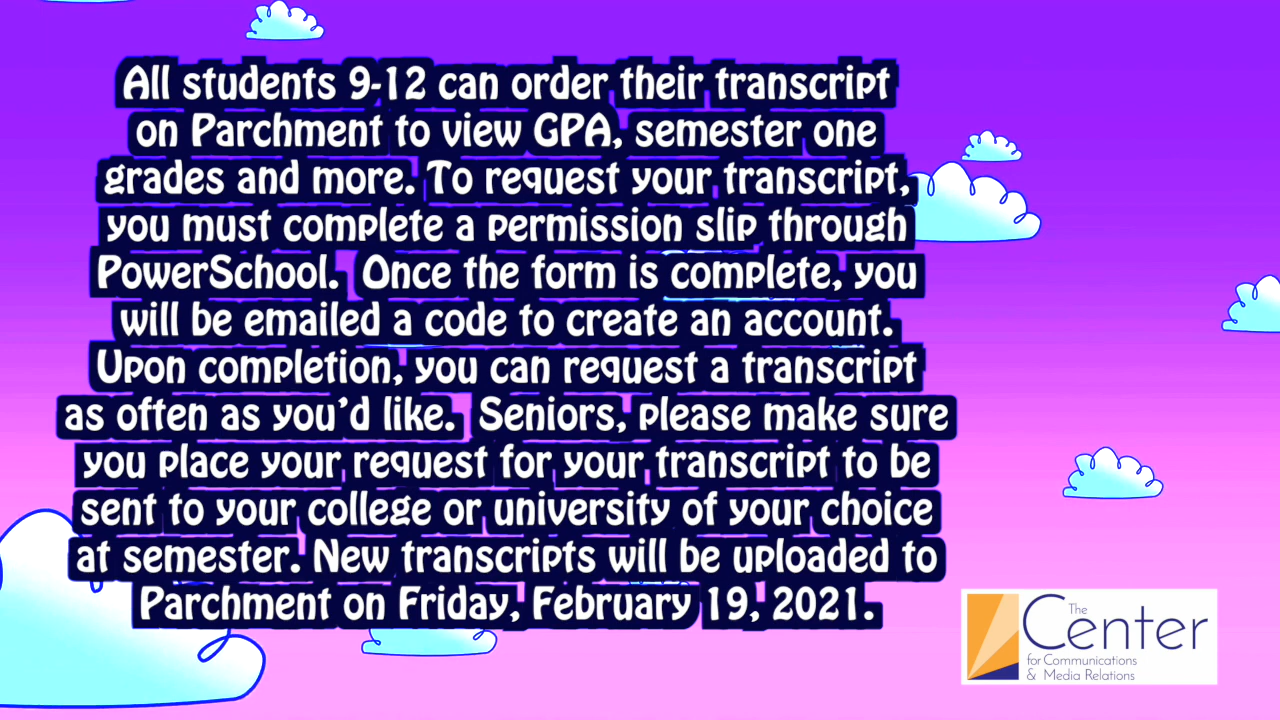 All students 9-12 can order their transcript
on Parchment to view GPA, semester one
grades and more. To request your transcript,
you must complete a permission slip through
PowerSchool. Once the form is complete, you
will be emailed a code to create an account.
Upon completion, you can request a transcript
as often as you’d like. Seniors, please make sure
you place your request for your transcript to be
sent to your college or university of your choice
at semester. New transcripts will be uploaded to
Parchment on Friday, February 19, 2021.
The
Center
for Communications
& Media Relations